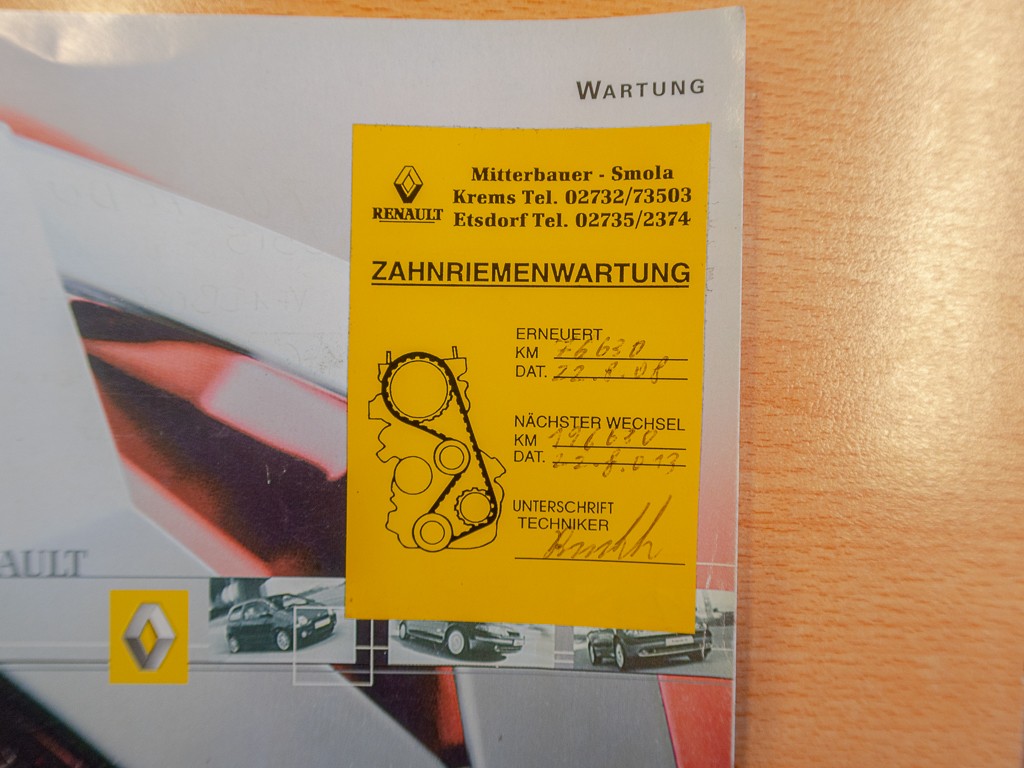 WARTUNG
RENAULT
Mitterbauer - Smola
Krems Tel. 02732/73503
Etsdorf Tel. 02735/2374
ZAHNRIEMENWARTUNG
ERNEUERT
KM 76630
DAT. 22.8.08
NÄCHSTER WECHSEL
KM 196630
DAT. 22.8.013
UNTERSCHRIFT
TECHNIKER
AULT